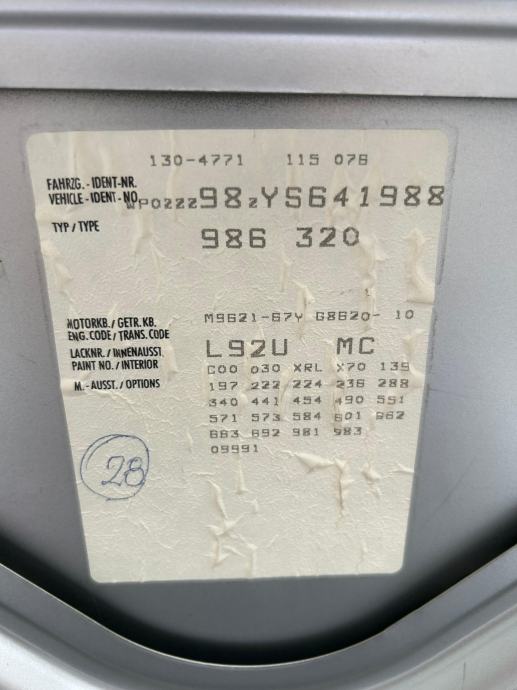 130-4771 115 076
FAHRZG.-IDENT-NR.
VEHICLE-IDENT-NO. WP0ZZZ98ZYS641988
TYP/TYPE 986 320
MOTORKB./GETR.KB. M9621-67Y G8620- 10
ENG.CODE/TRANS.CODE
LACKNR./INNENAUSST. L92U MC
PAINT NO./INTERIOR C00 030 XRL X70 139
M.-AUSST./OPTIONS 197 222 224 236 288
340 441 454 490 551
571 573 584 601 662
663 692 981 983
09991
28